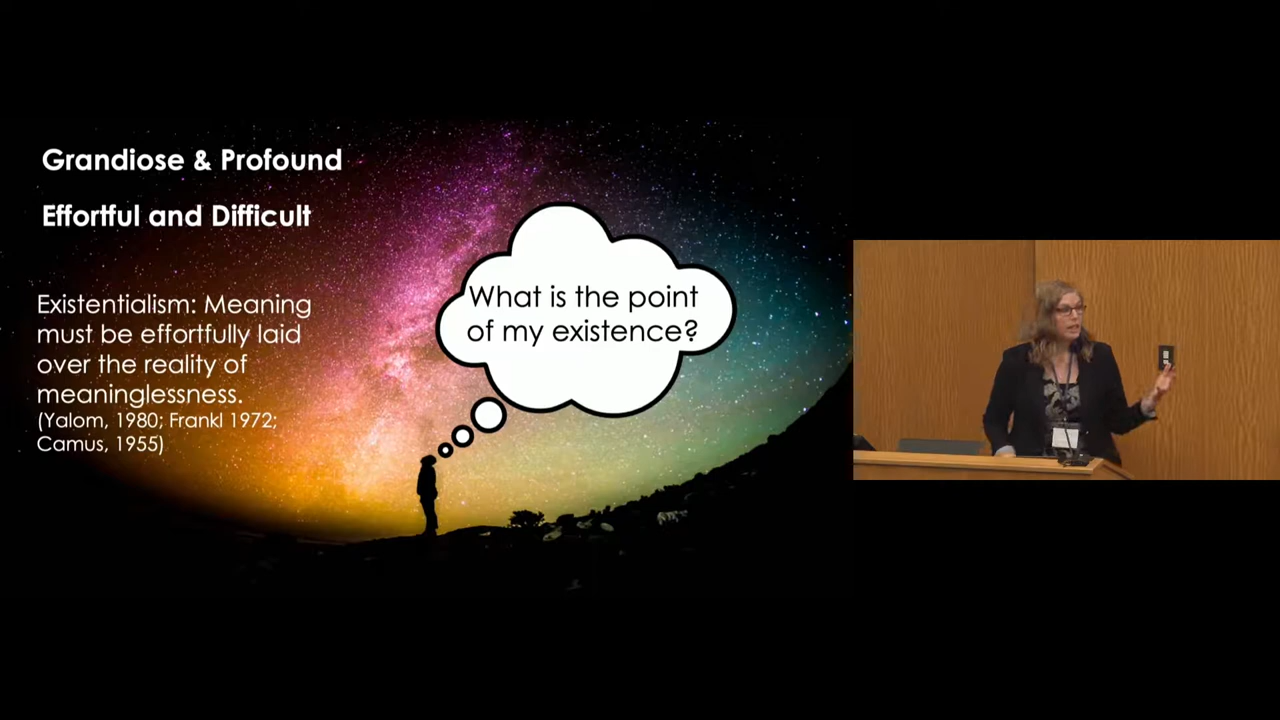 Grandiose & Profound
Effortful and Difficult
Existentialism: Meaning
must be effortfully laid
over the reality of
meaninglessness.
(Yalom, 1980; Frankl 1972;
Camus, 1955)
What is the point
of my existence?